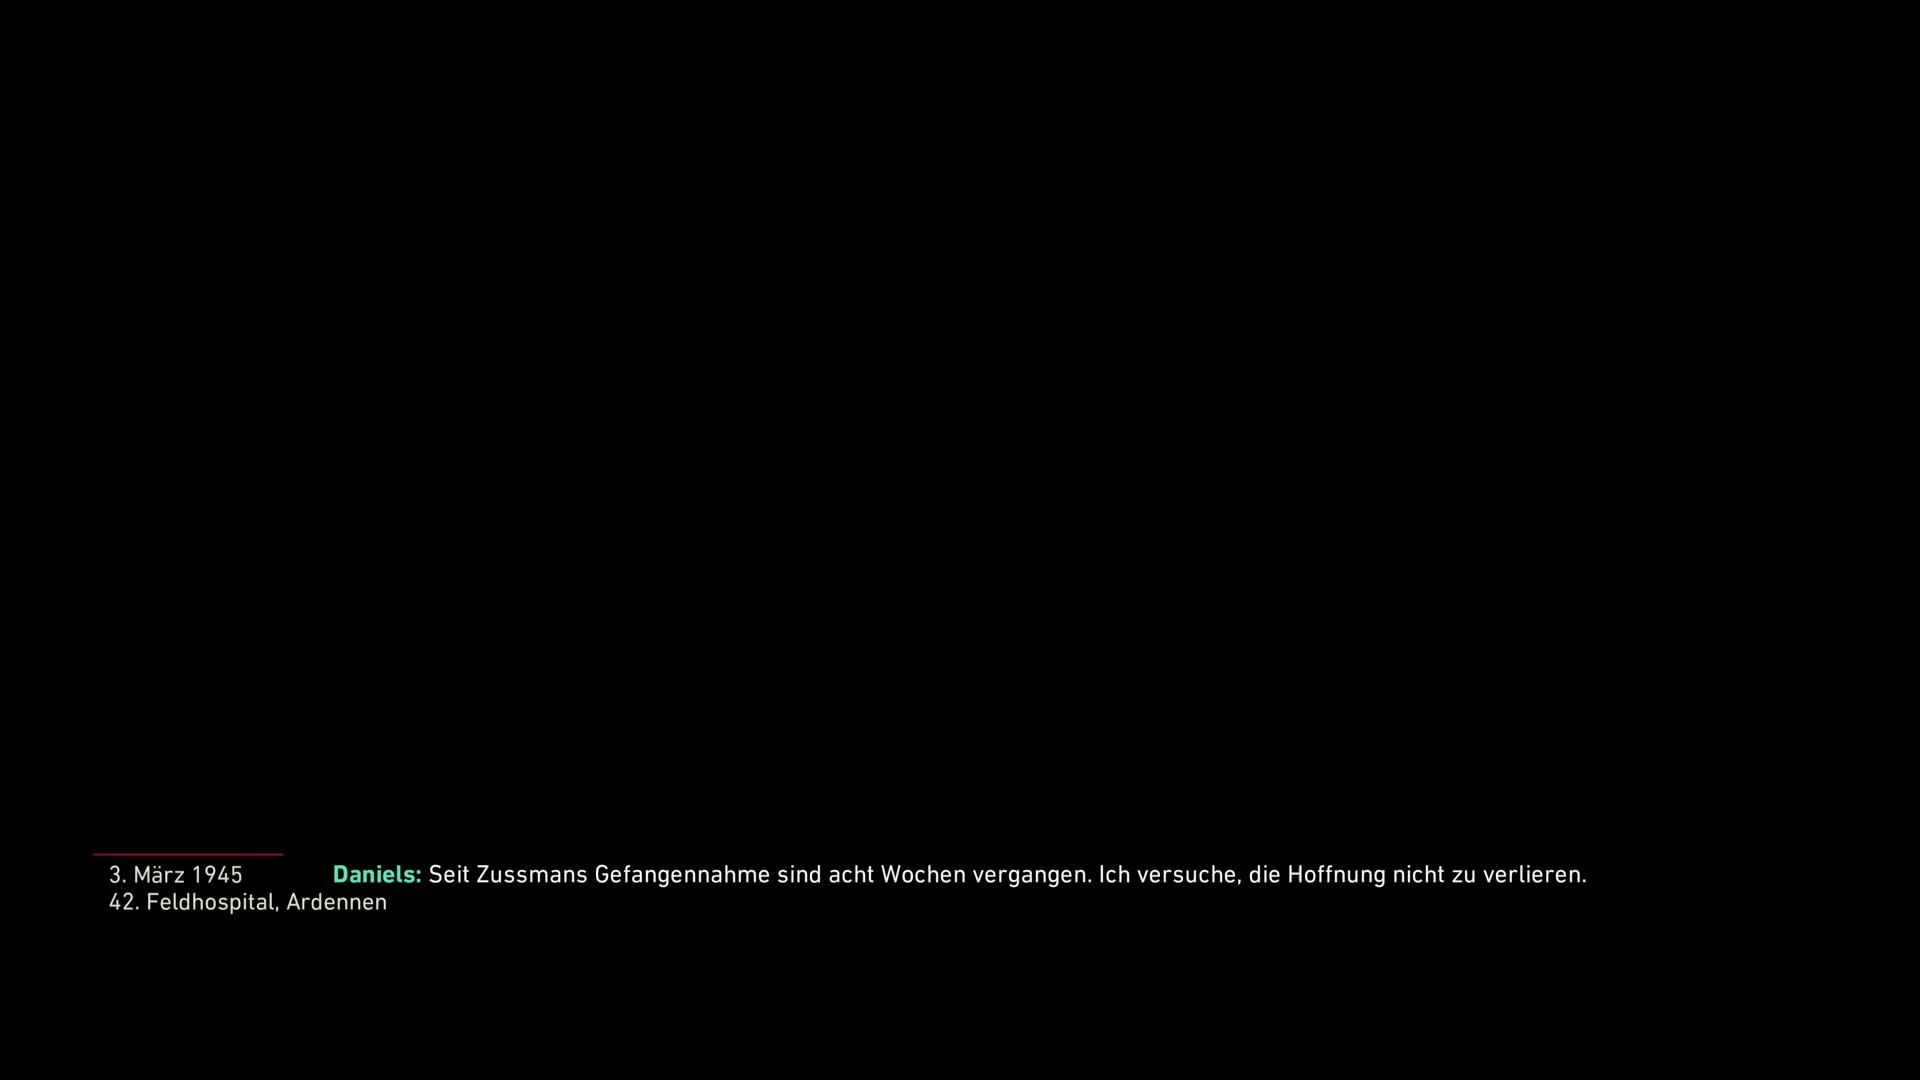 3. März 1945
Daniels: Seit Zussmans Gefangennahme sind acht Wochen vergangen. Ich versuche, die Hoffnung nicht zu verlieren.
42. Feldhospital, Ardennen